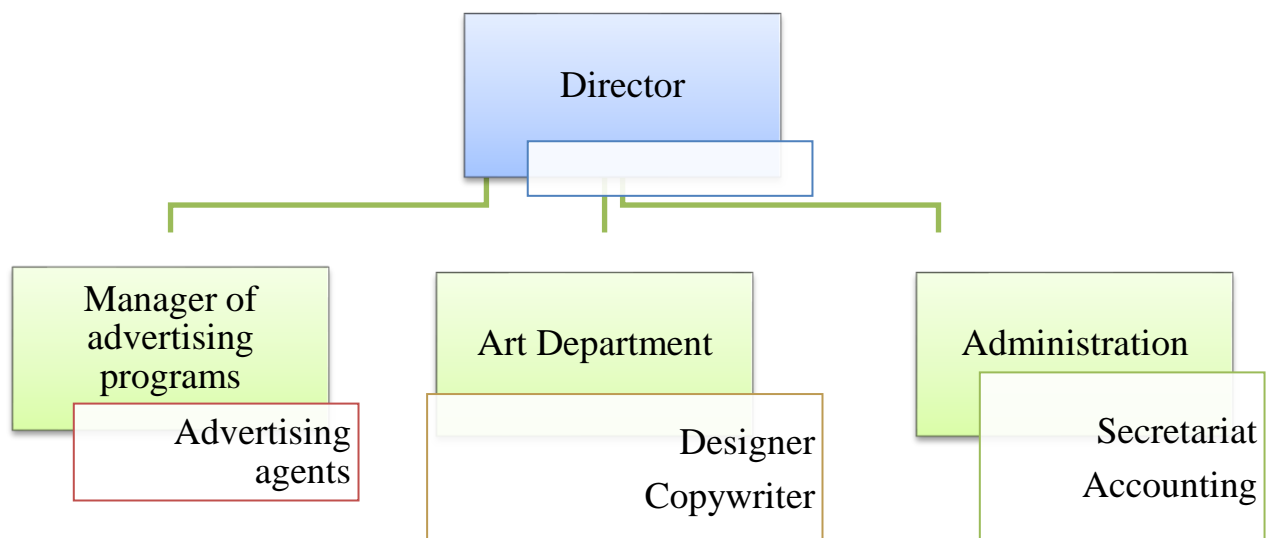 Director
Manager of
advertising
programs
Advertising
agents
Art Department
Designer
Copywriter
Administration
Secretariat
Accounting